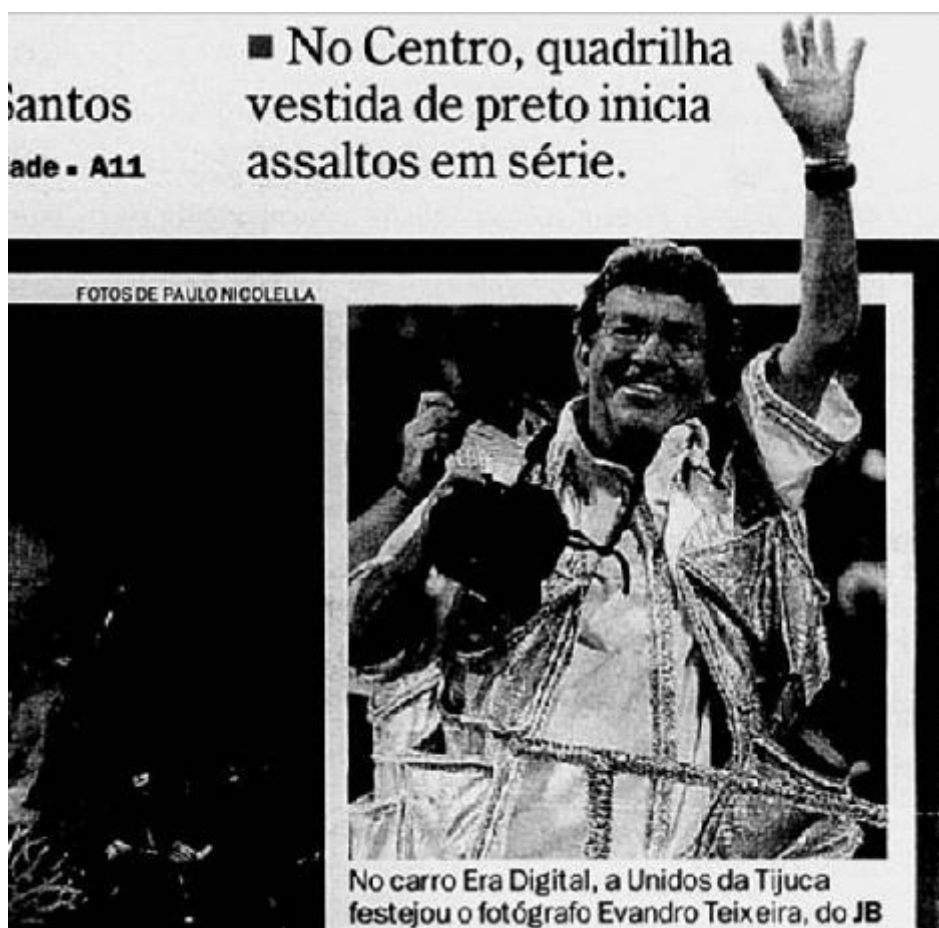 ■ No Centro, quadrilha
vestida de preto inicia
assaltos em série.
Santos
ade ▪ A11
FOTOS DE PAULO NICOLELLA
No carro Era Digital, a Unidos da Tijuca
festejou o fotógrafo Evandro Teixeira, do JB